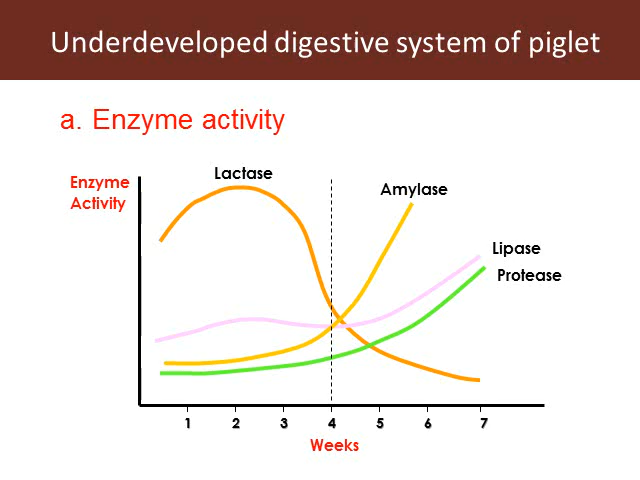 Underdeveloped digestive system of piglet
a. Enzyme activity
Enzyme
Activity
Lactase
Amylase
Lipase
Protease
1 2 3 4 5 6 7
Weeks